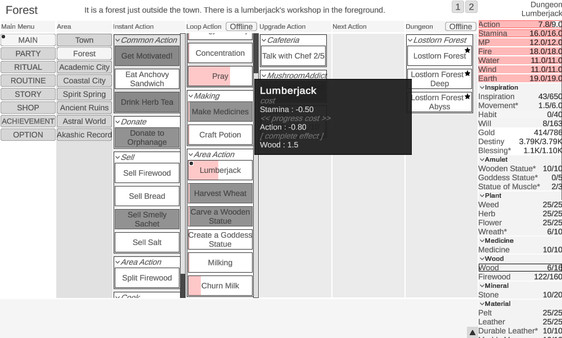 Forest
It is a forest just outside the town. There is a lumberjack's workshop in the foreground.
1
2
Dungeon
Lumberjack
Main Menu
Area
Instant Action
Loop Action
Offline
Upgrade Action
Next Action
Dungeon
Offline
MAIN
PARTY
RITUAL
ROUTINE
STORY
SHOP
ACHIEVEMENT
OPTION
Town
Forest
Academic City
Coastal City
Spirit Spring
Ancient Ruins
Astral World
Akashic Record
Common Action
Get Motivated!
Eat Anchovy
Sandwich
Drink Herb Tea
Donate
Donate to
Orphanage
Sell
Sell Firewood
Sell Bread
Sell Smelly
Sachet
Sell Salt
Area Action
Split Firewood
Cook
Concentration
Pray
Making
Make Medicines
Craft Potion
Area Action
Lumberjack
Harvest Wheat
Carve a Wooden
Statue
Create a Goddess
Statue
Milking
Churn Milk
Cafeteria
Talk with Chef 2/5
MushroomAddict
Lumberjack
cost
Stamina : -0.50
<< progress cost >>
Action : -0.80
[ complete effect ]
Wood : 1.5
Lostlorn Forest
Lostlorn Forest
Lostlorn Forest
Deep
Lostlorn Forest
Abyss
Action 7.8/9.0
Stamina 16.0/16.0
MP 12.0/12.0
Fire 18.0/18.0
Water 11.0/11.0
Wind 11.0/11.0
Earth 19.0/19.0
Inspiration
Inspiration 43/650
Movement* 1.5/6.0
Habit 0/40
Will 8/163
Gold 414/786
Destiny 3.79K/3.79K
Blessing* 1.1K/1.10K
Amulet
Wooden Statue* 10/10
Goddess Statue* 0/5
Statue of Muscle* 2/3
Plant
Weed 25/25
Herb 25/25
Flower 25/25
Wreath* 6/10
Medicine
Medicine 10/10
Wood
Wood 6/16
Firewood 122/160
Mineral
Stone 10/20
Material
Pelt 25/25
Leather 25/25
Durable Leather* 10/10